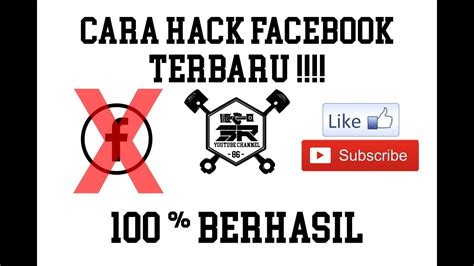 CARA HACK FACEBOOK
TERBARU !!!!
f
SR
YOUTUBE CHANNEL
- 86 -
Like
Subscribe
100 % BERHASIL